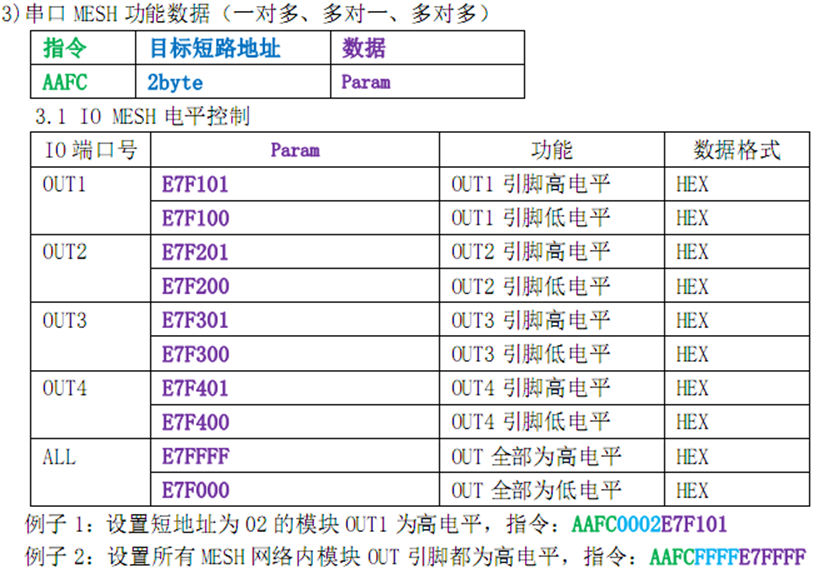 3)串口 MESH 功能数据（一对多、多对一、多对多）
指令 目标短路地址 数据
AAFC 2byte Param
3.1 IO MESH 电平控制
IO 端口号 Param 功能 数据格式
OUT1 E7F101 OUT1 引脚高电平 HEX
E7F100 OUT1 引脚低电平 HEX
OUT2 E7F201 OUT2 引脚高电平 HEX
E7F200 OUT2 引脚低电平 HEX
OUT3 E7F301 OUT3 引脚高电平 HEX
E7F300 OUT3 引脚低电平 HEX
OUT4 E7F401 OUT4 引脚高电平 HEX
E7F400 OUT4 引脚低电平 HEX
ALL E7FFFF OUT 全部为高电平 HEX
E7F000 OUT 全部为低电平 HEX
例子 1：设置短地址为 02 的模块 OUT1 为高电平，指令：AAFC0002E7F101
例子 2：设置所有 MESH 网络内模块 OUT 引脚都为高电平，指令：AAFCFFFFE7FFFF